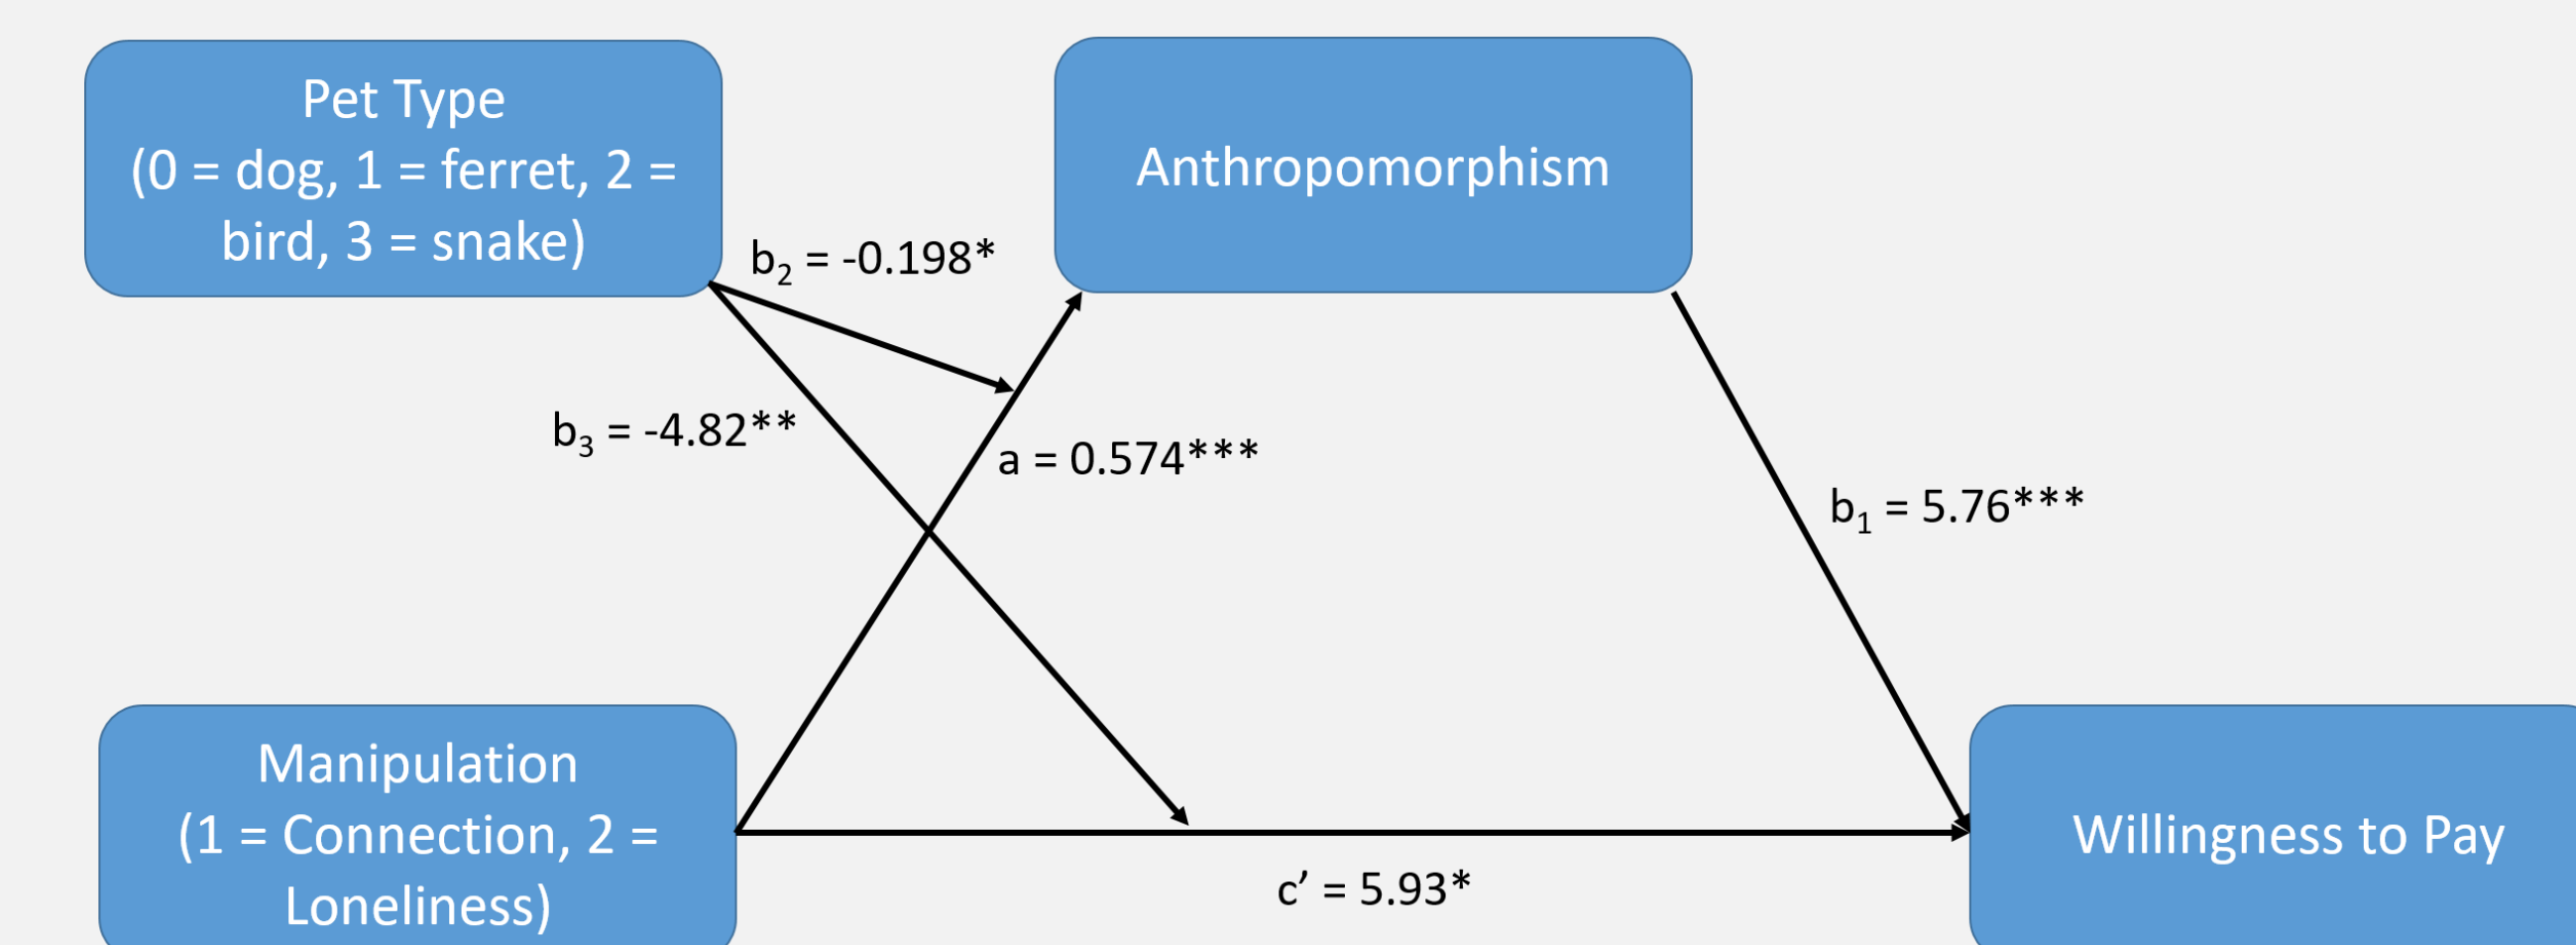 Pet Type
(0 = dog, 1 = ferret, 2 =
bird, 3 = snake)
Anthropomorphism
b₂ = -0.198*
b₃ = -4.82**
a = 0.574***
b₁ = 5.76***
Manipulation
(1 = Connection, 2 =
Loneliness)
Willingness to Pay
c’ = 5.93*